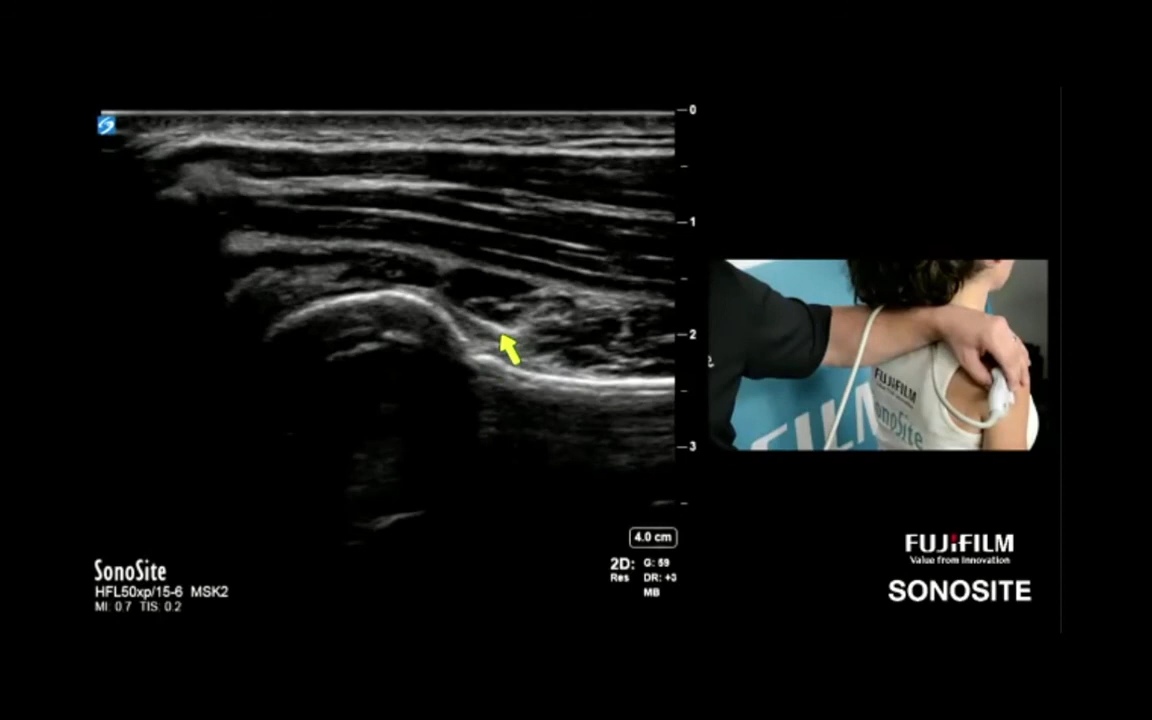 0
1
2
3
4.0 cm
2D:
Res
G: 59
DR: +3
MB
SonoSite
HFL50xp/15-6 MSK2
MI: 0.7 TIS: 0.2
FUJIFILM
SonoSite
FUJIFILM
Value from Innovation
SONOSITE